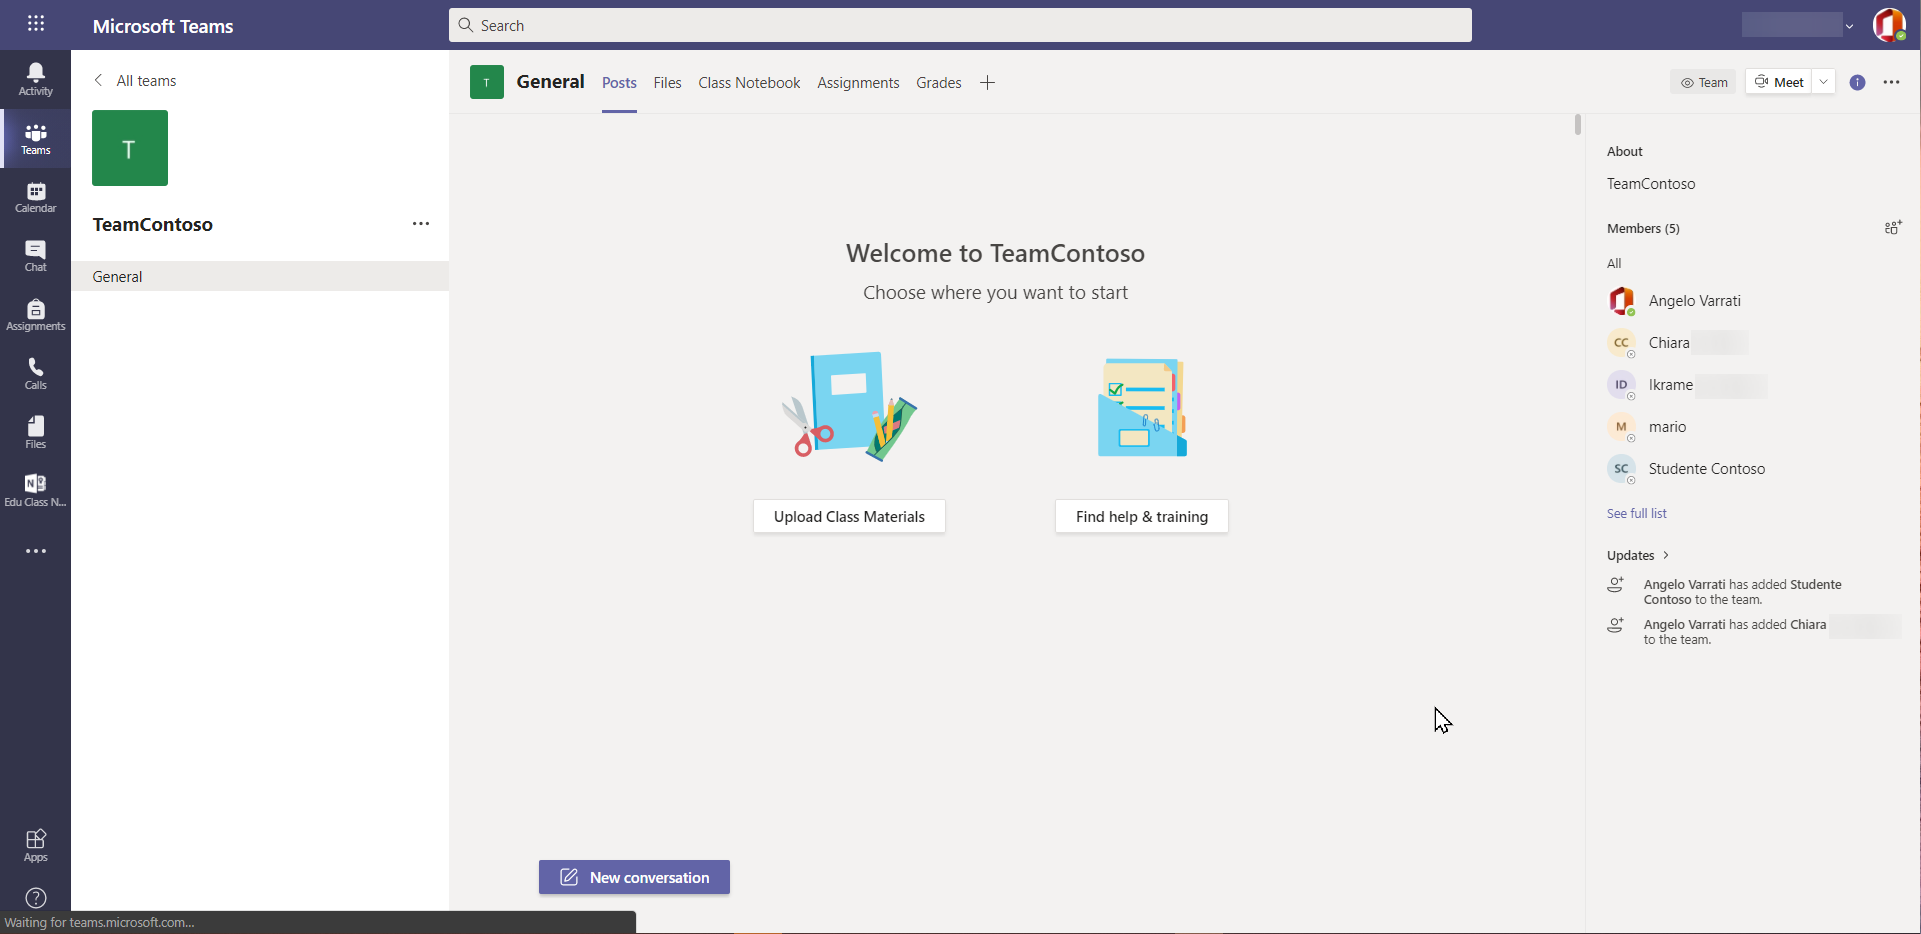 Microsoft Teams
Search
Activity
Teams
Calendar
Chat
Assignments
Calls
Files
Edu Class N...
Apps
All teams
T
TeamContoso
General
T
General
Posts
Files
Class Notebook
Assignments
Grades
Team
Meet
Welcome to TeamContoso
Choose where you want to start
Upload Class Materials
Find help & training
New conversation
About
TeamContoso
Members (5)
All
Angelo Varrati
CC
Chiara
ID
Ikrame
M
mario
SC
Studente Contoso
See full list
Updates
Angelo Varrati has added Studente
Contoso to the team.
Angelo Varrati has added Chiara
to the team.
Waiting for teams.microsoft.com...